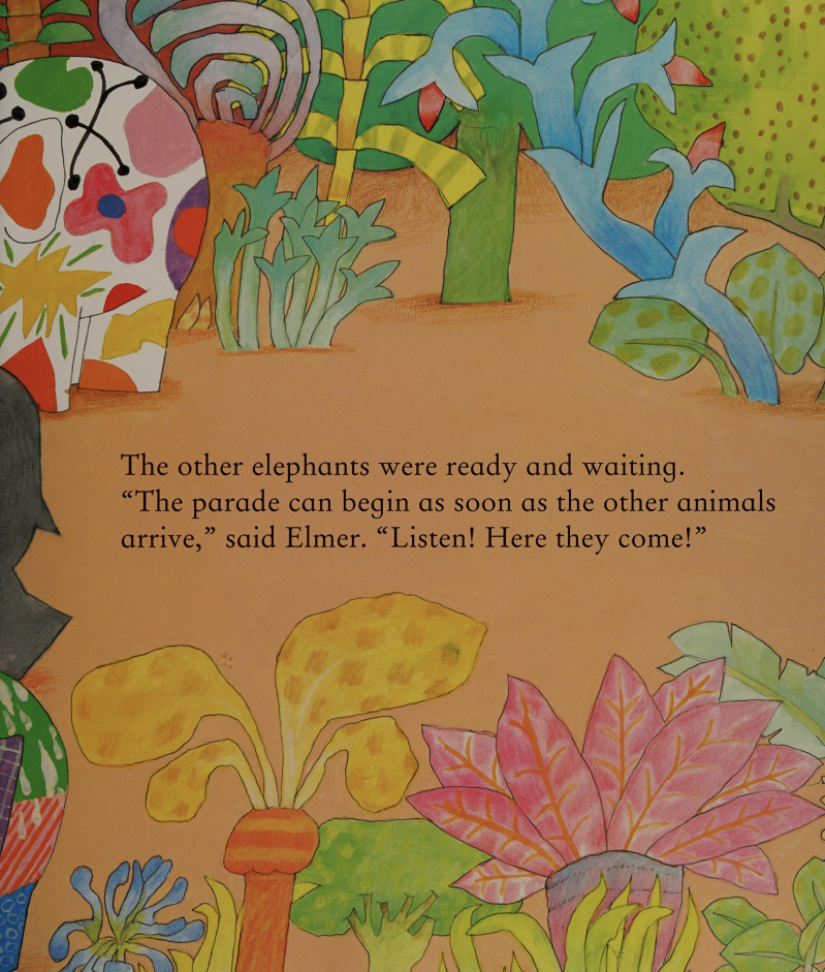 The other elephants were ready and waiting.
“The parade can begin as soon as the other animals
arrive,” said Elmer. “Listen! Here they come!”